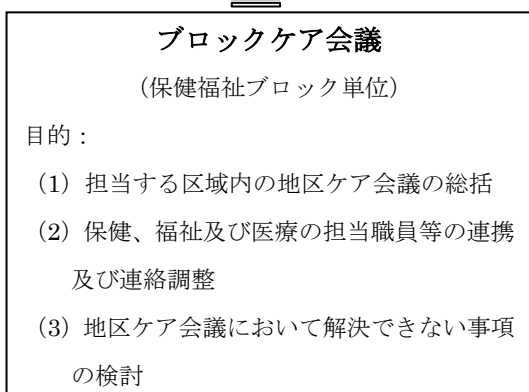 ブロックケア会議
（保健福祉ブロック単位）
目的：
（1）担当する区域内の地区ケア会議の総括
（2）保健、福祉及び医療の担当職員等の連携
及び連絡調整
（3）地区ケア会議において解決できない事項
の検討